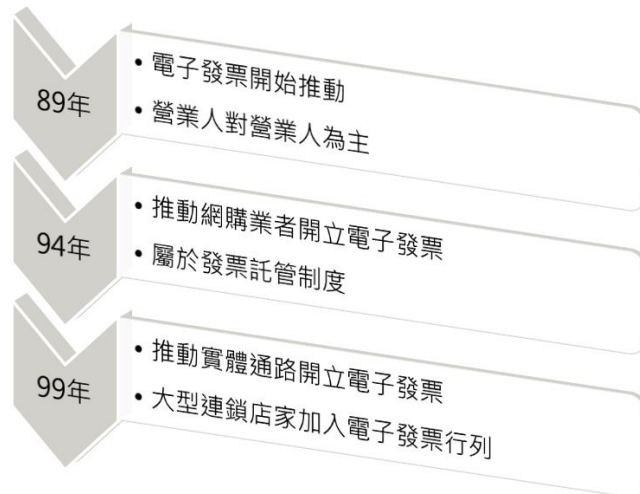 89年
• 電子發票開始推動
• 營業人對營業人為主
94年
• 推動網購業者開立電子發票
• 屬於發票託管制度
99年
• 推動實體通路開立電子發票
• 大型連鎖店家加入電子發票行列